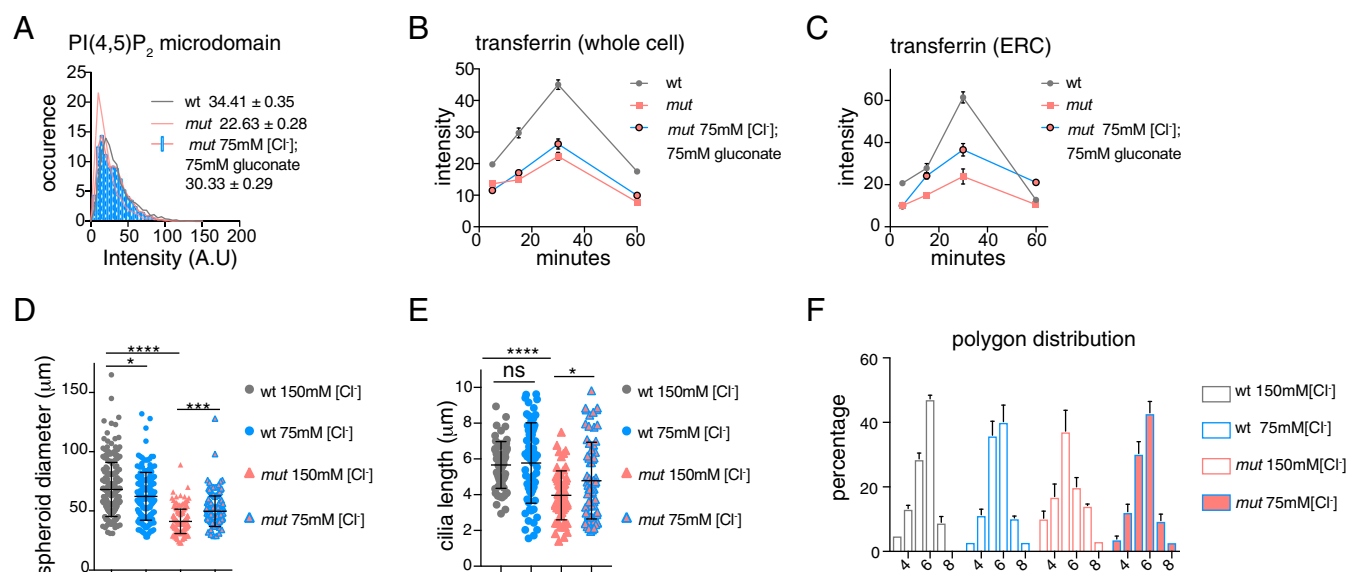 A
PI(4,5)P2 microdomain
occurence
25
20
15
10
5
0
0 50 100 150 200
Intensity (A.U)
wt 34.41 ± 0.35
mut 22.63 ± 0.28
mut 75mM [Cl-];
75mM gluconate
30.33 ± 0.29
B
transferrin (whole cell)
intensity
50
40
30
20
10
0
0 20 40 60
minutes
wt
mut
mut 75mM [Cl-];
75mM gluconate
C
transferrin (ERC)
intensity
60
40
20
0
0 20 40 60
minutes
wt
mut
mut 75mM [Cl-];
75mM gluconate
D
spheroid diameter (μm)
150
100
50
0
****
*
***
wt 150mM [Cl-]
wt 75mM [Cl-]
mut 150mM [Cl-]
mut 75mM [Cl-]
E
cilia length (μm)
10
8
6
4
2
0
****
ns
*
wt 150mM [Cl-]
wt 75mM [Cl-]
mut 150mM [Cl-]
mut 75mM [Cl-]
F
polygon distribution
percentage
60
40
20
0
4 6 8 4 6 8 4 6 8 4 6 8
wt 150mM[Cl-]
wt 75mM[Cl-]
mut 150mM[Cl-]
mut 75mM[Cl-]